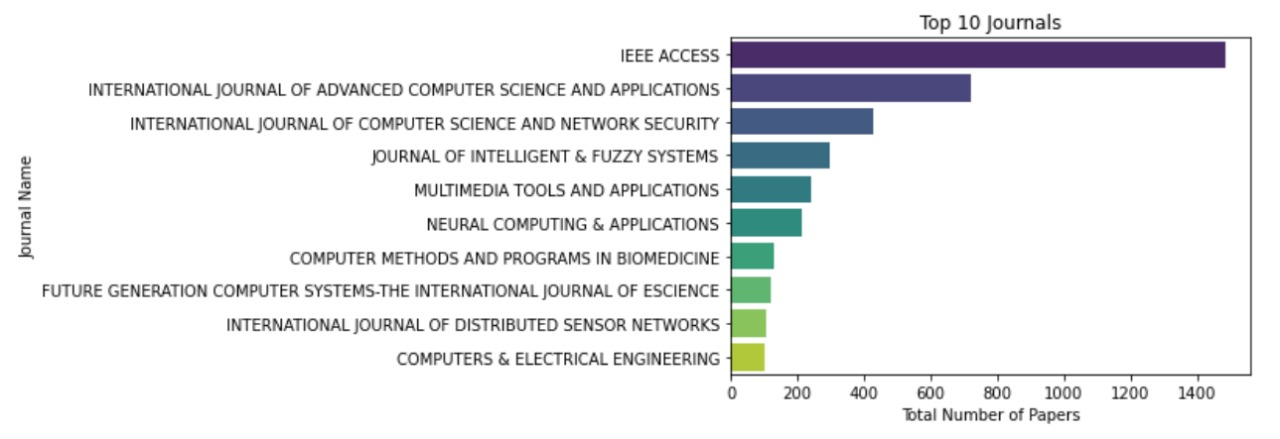 Top 10 Journals
IEEE ACCESS
INTERNATIONAL JOURNAL OF ADVANCED COMPUTER SCIENCE AND APPLICATIONS
INTERNATIONAL JOURNAL OF COMPUTER SCIENCE AND NETWORK SECURITY
JOURNAL OF INTELLIGENT & FUZZY SYSTEMS
MULTIMEDIA TOOLS AND APPLICATIONS
NEURAL COMPUTING & APPLICATIONS
COMPUTER METHODS AND PROGRAMS IN BIOMEDICINE
FUTURE GENERATION COMPUTER SYSTEMS-THE INTERNATIONAL JOURNAL OF ESCIENCE
INTERNATIONAL JOURNAL OF DISTRIBUTED SENSOR NETWORKS
COMPUTERS & ELECTRICAL ENGINEERING
Journal Name
0 200 400 600 800 1000 1200 1400
Total Number of Papers